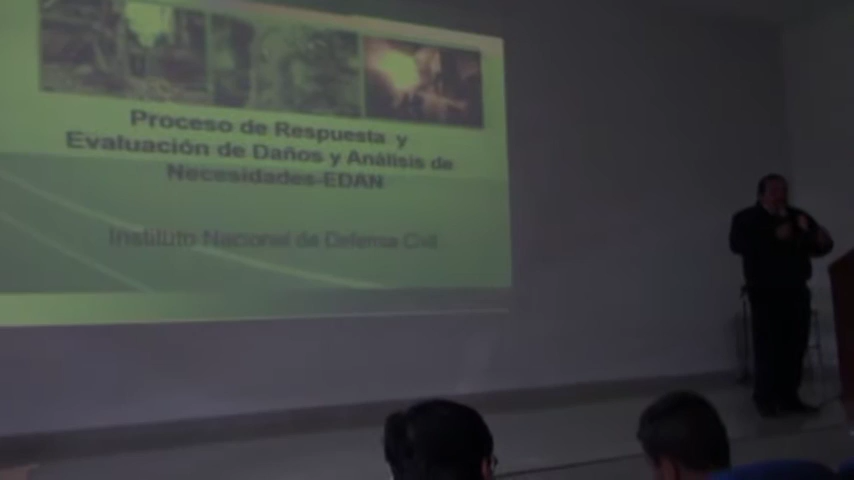 Proceso de Respuesta y
Evaluación de Daños y Análisis de
Necesidades-EDAN
Instituto Nacional de Defensa Civil